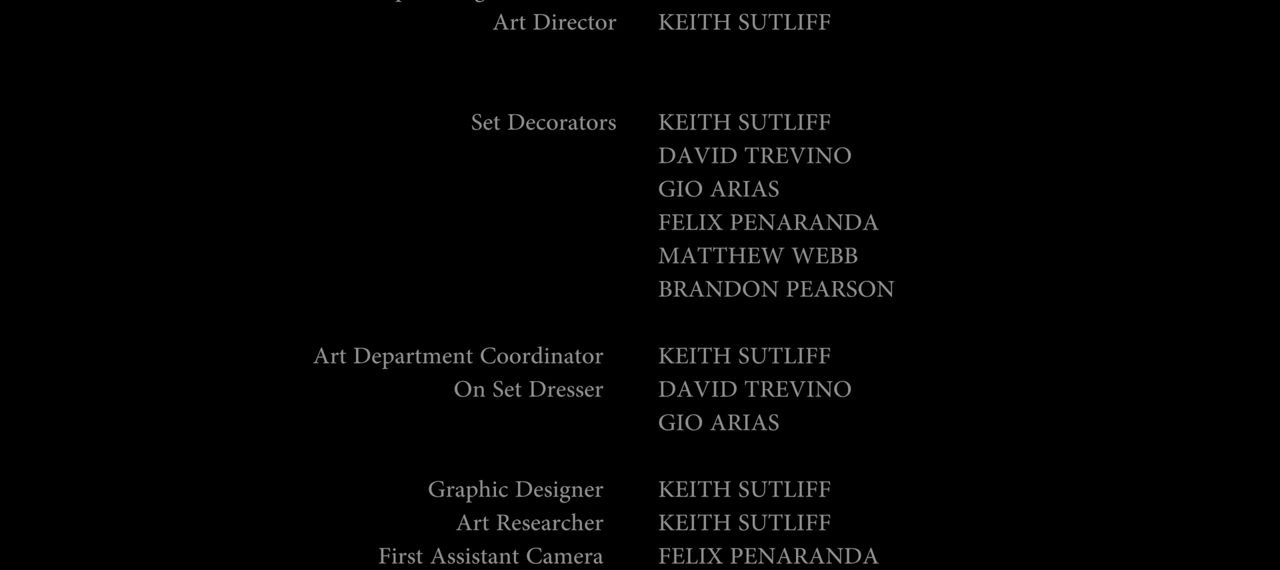 Art Director KEITH SUTLIFF
Set Decorators KEITH SUTLIFF
DAVID TREVINO
GIO ARIAS
FELIX PENARANDA
MATTHEW WEBB
BRANDON PEARSON
Art Department Coordinator KEITH SUTLIFF
On Set Dresser DAVID TREVINO
GIO ARIAS
Graphic Designer KEITH SUTLIFF
Art Researcher KEITH SUTLIFF
First Assistant Camera FELIX PENARANDA